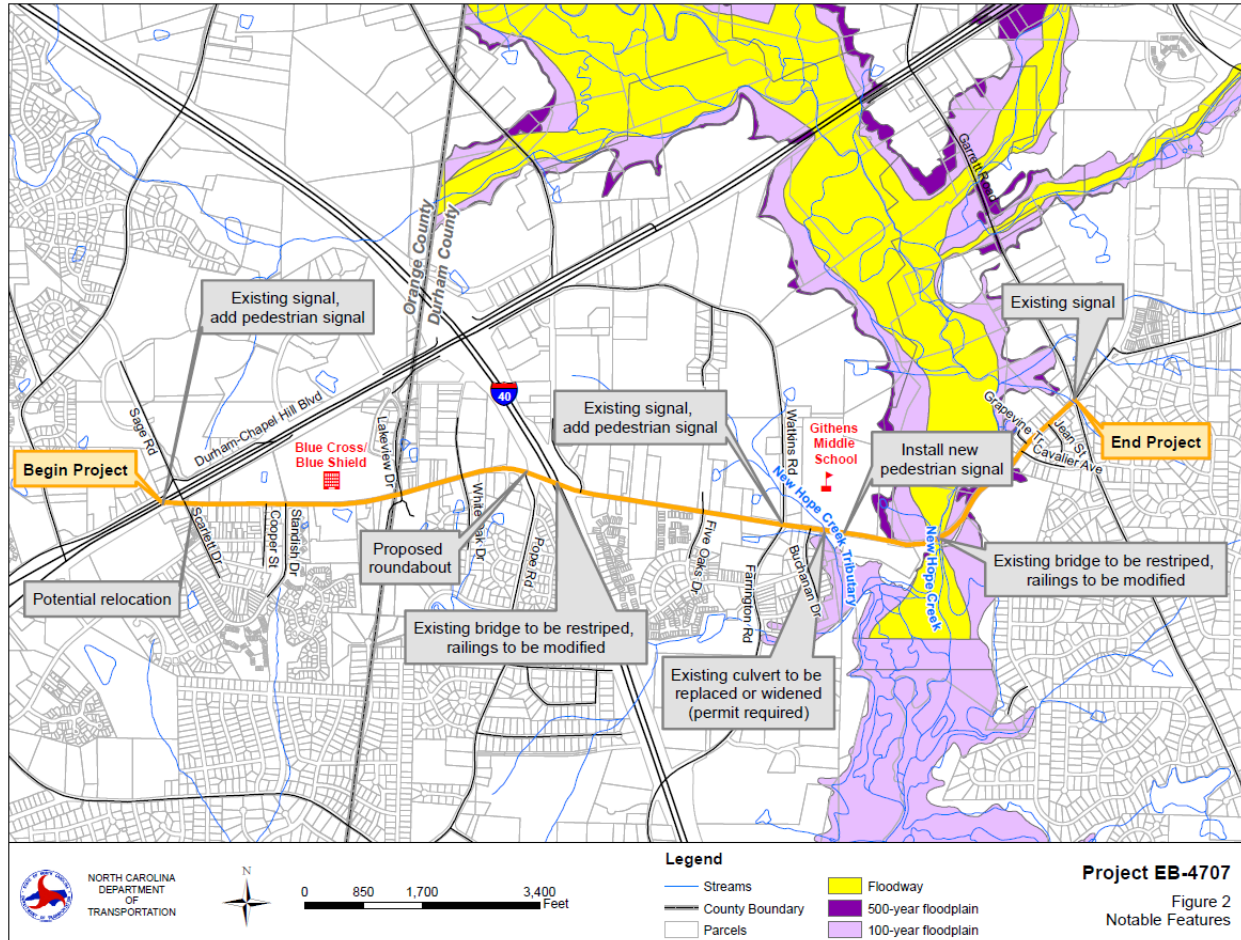 Garrett Road
Orange County
Durham County
Existing signal,
add pedestrian signal
Existing signal
40
Sage Rd
Durham-Chapel Hill Blvd
Lakeview Dr
Existing signal,
add pedestrian signal
Watkins Rd
Githens
Middle
School
Grapevine Tr
Jean St
Cavalier Ave
Install new
pedestrian signal
End Project
Begin Project
Blue Cross/
Blue Shield
White Oak Dr
Pope Rd
Scarlett Dr
Cooper St
Standish Dr
Proposed
roundabout
Five Oaks Dr
Farrington Rd
Buchanan Dr
New Hope Creek Tributary
New Hope Creek
Existing bridge to be restriped,
railings to be modified
Potential relocation
Existing bridge to be restriped,
railings to be modified
Existing culvert to be
replaced or widened
(permit required)
NORTH CAROLINA
DEPARTMENT
OF
TRANSPORTATION
N
0 850 1,700 3,400
Feet
Legend
Streams
County Boundary
Parcels
Floodway
500-year floodplain
100-year floodplain
Project EB-4707
Figure 2
Notable Features